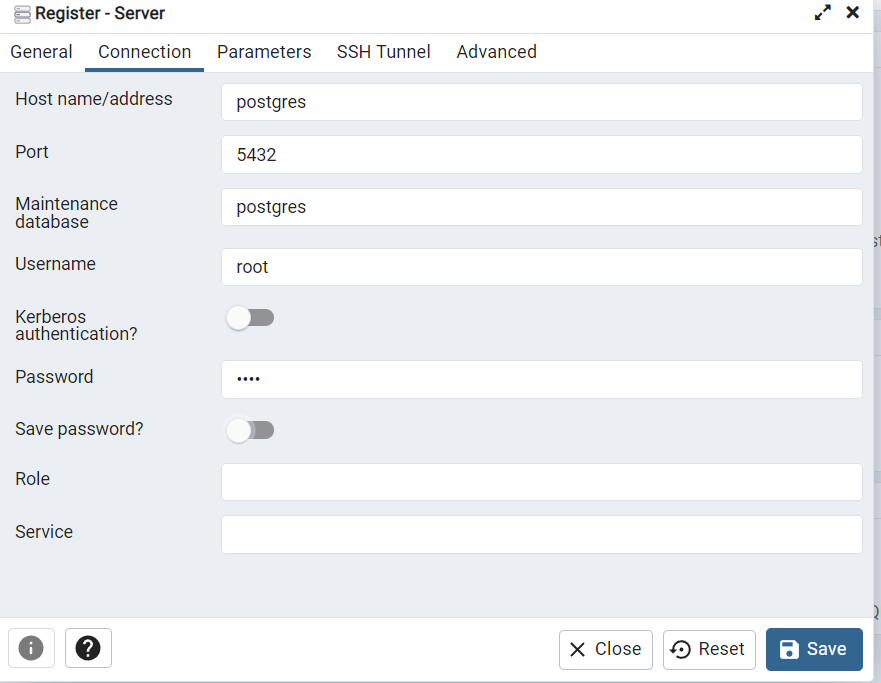 Register - Server
General Connection Parameters SSH Tunnel Advanced
Host name/address postgres
Port 5432
Maintenance
database postgres
Username root
Kerberos
authentication?
Password ••••
Save password?
Role
Service
Close Reset Save